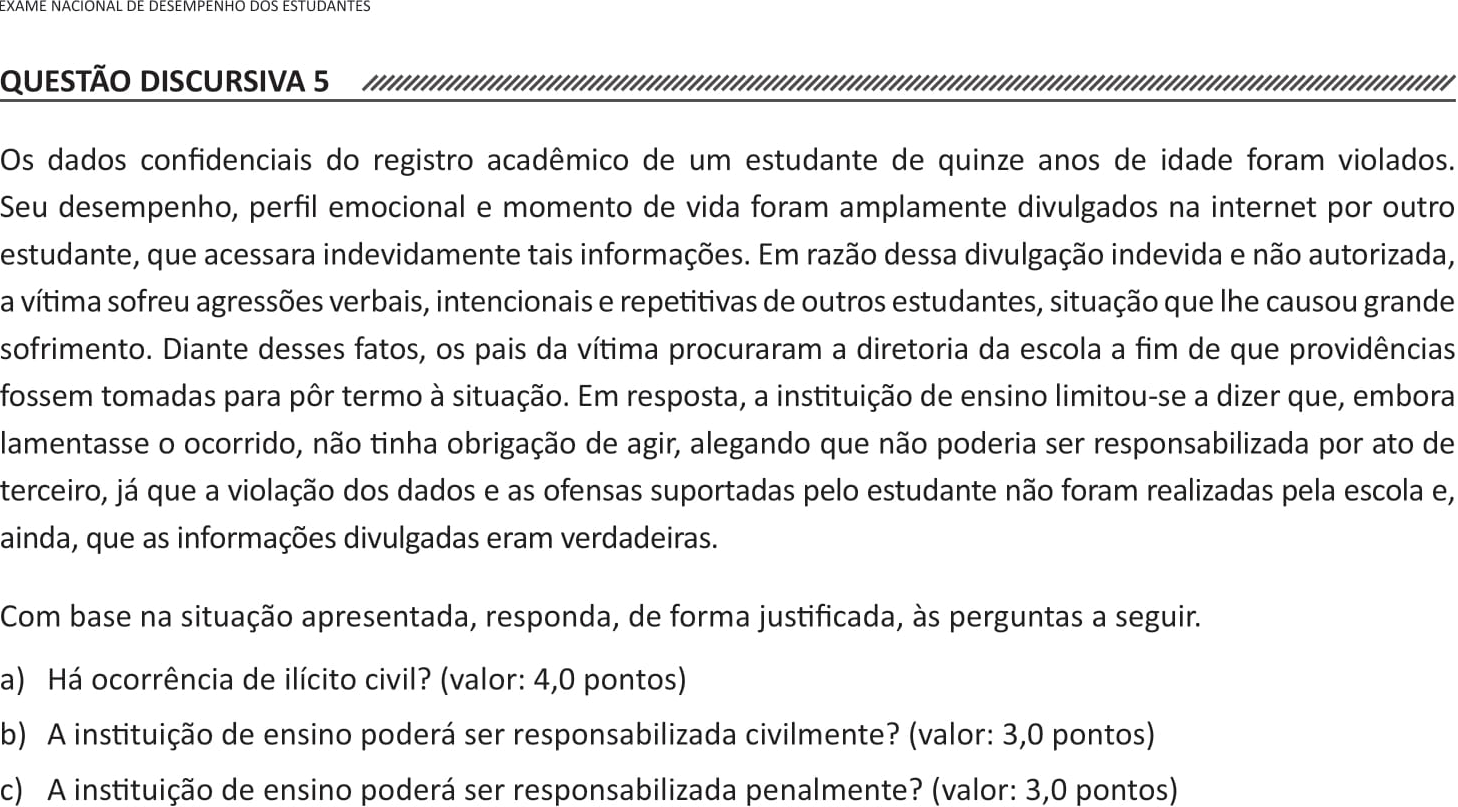 EXAME NACIONAL DE DESEMPENHO DOS ESTUDANTES
QUESTÃO DISCURSIVA 5
Os dados confidenciais do registro acadêmico de um estudante de quinze anos de idade foram violados.
Seu desempenho, perfil emocional e momento de vida foram amplamente divulgados na internet por outro
estudante, que acessara indevidamente tais informações. Em razão dessa divulgação indevida e não autorizada,
a vítima sofreu agressões verbais, intencionais e repetitivas de outros estudantes, situação que lhe causou grande
sofrimento. Diante desses fatos, os pais da vítima procuraram a diretoria da escola a fim de que providências
fossem tomadas para pôr termo à situação. Em resposta, a instituição de ensino limitou-se a dizer que, embora
lamentasse o ocorrido, não tinha obrigação de agir, alegando que não poderia ser responsabilizada por ato de
terceiro, já que a violação dos dados e as ofensas suportadas pelo estudante não foram realizadas pela escola e,
ainda, que as informações divulgadas eram verdadeiras.
Com base na situação apresentada, responda, de forma justificada, às perguntas a seguir.
a) Há ocorrência de ilícito civil? (valor: 4,0 pontos)
b) A instituição de ensino poderá ser responsabilizada civilmente? (valor: 3,0 pontos)
c) A instituição de ensino poderá ser responsabilizada penalmente? (valor: 3,0 pontos)